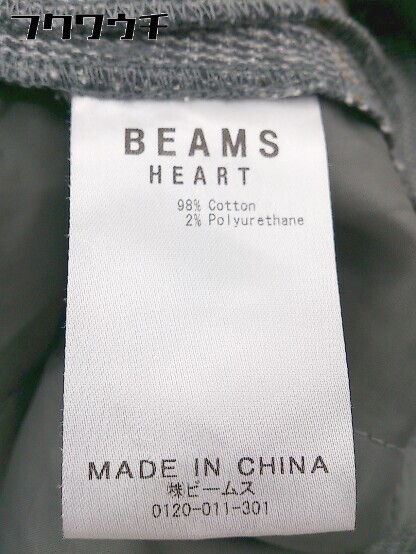 フクワウチ
BEAMS
HEART
98% Cotton
2% Polyurethane
MADE IN CHINA
㈱ビームス
0120-011-301